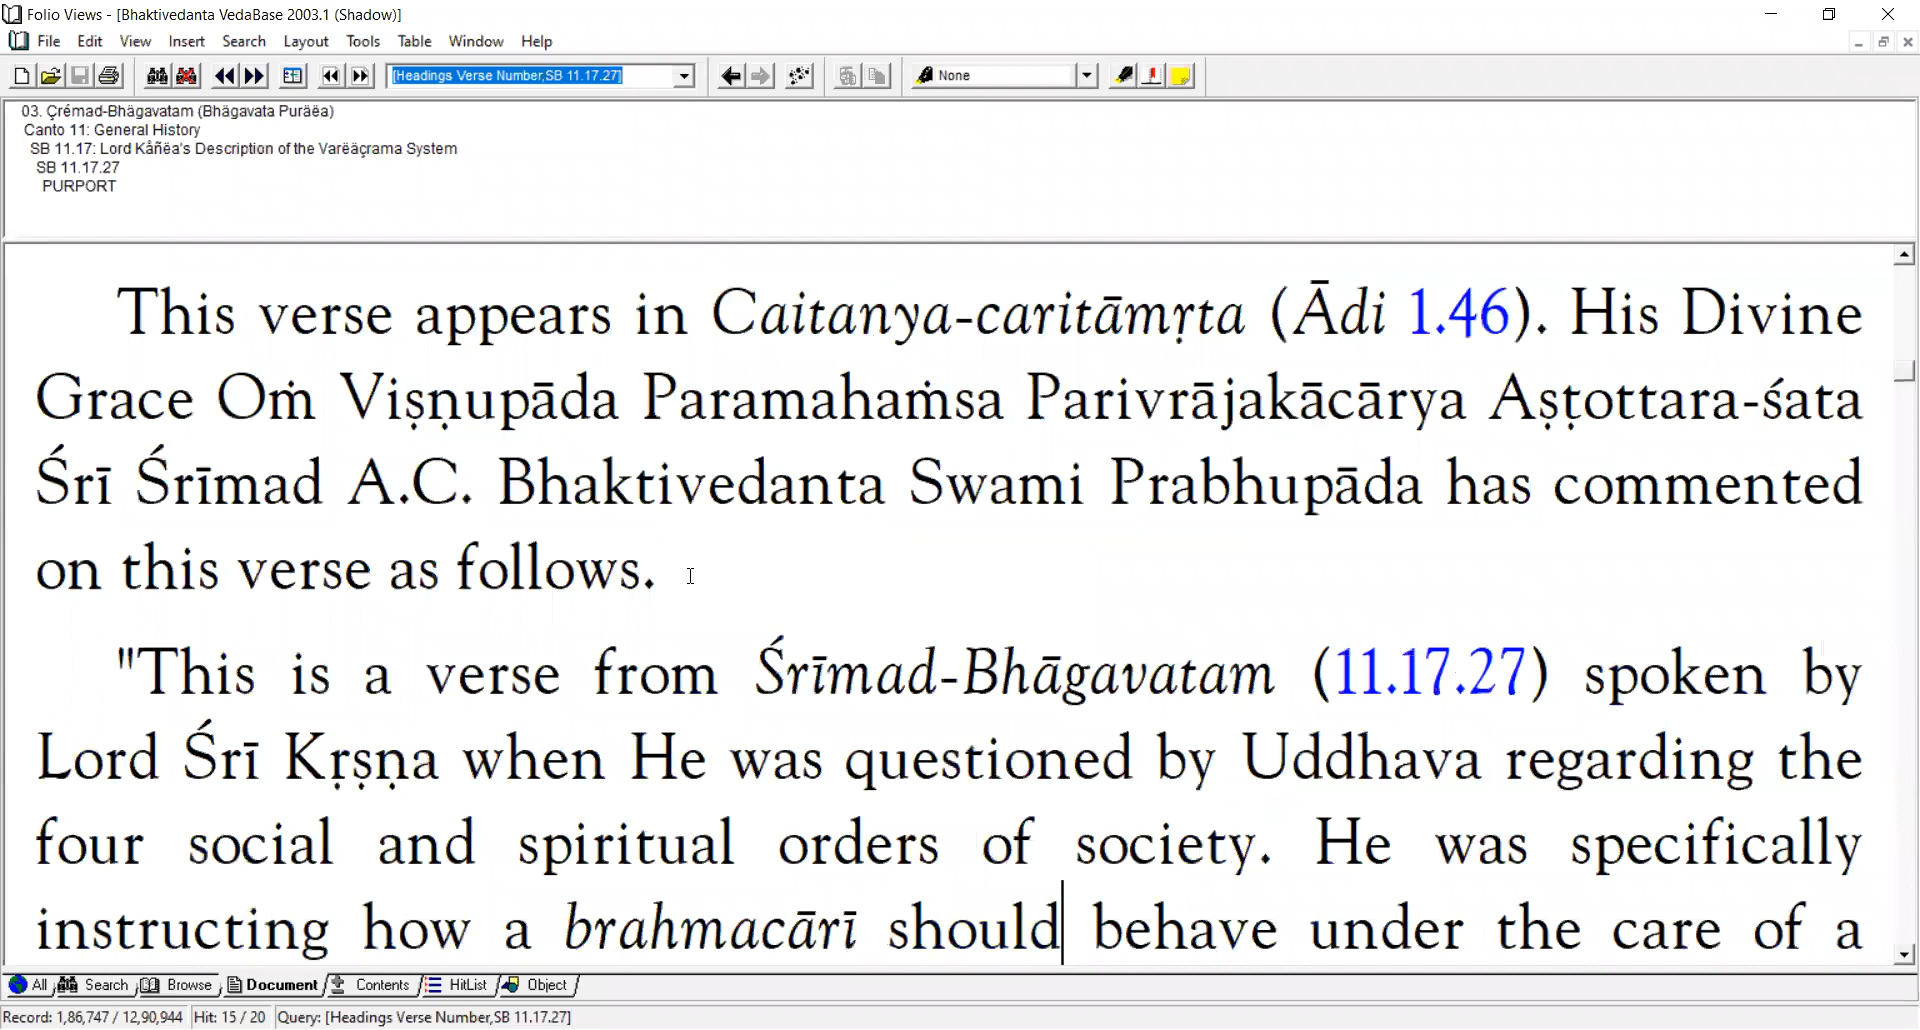 Folio Views - [Bhaktivedanta VedaBase 2003.1 (Shadow)]
File Edit View Insert Search Layout Tools Table Window Help
[Headings Verse Number,SB 11.17.27] None
03. Çrémad-Bhägavatam (Bhägavata Puräëa)
Canto 11: General History
SB 11.17: Lord Kåñëa's Description of the Varëäçrama System
SB 11.17.27
PURPORT
This verse appears in Caitanya-caritāmṛta (Ādi 1.46). His Divine
Grace Oṁ Viṣṇupāda Paramahaṁsa Parivrājakācārya Aṣṭottara-śata
Śrī Śrīmad A.C. Bhaktivedanta Swami Prabhupāda has commented
on this verse as follows.
"This is a verse from Śrīmad-Bhāgavatam (11.17.27) spoken by
Lord Śrī Kṛṣṇa when He was questioned by Uddhava regarding the
four social and spiritual orders of society. He was specifically
instructing how a brahmacārī should behave under the care of a
All Search Browse Document Contents HitList Object
Record: 1,86,747 / 12,90,944 Hit: 15 / 20 Query: [Headings Verse Number,SB 11.17.27]